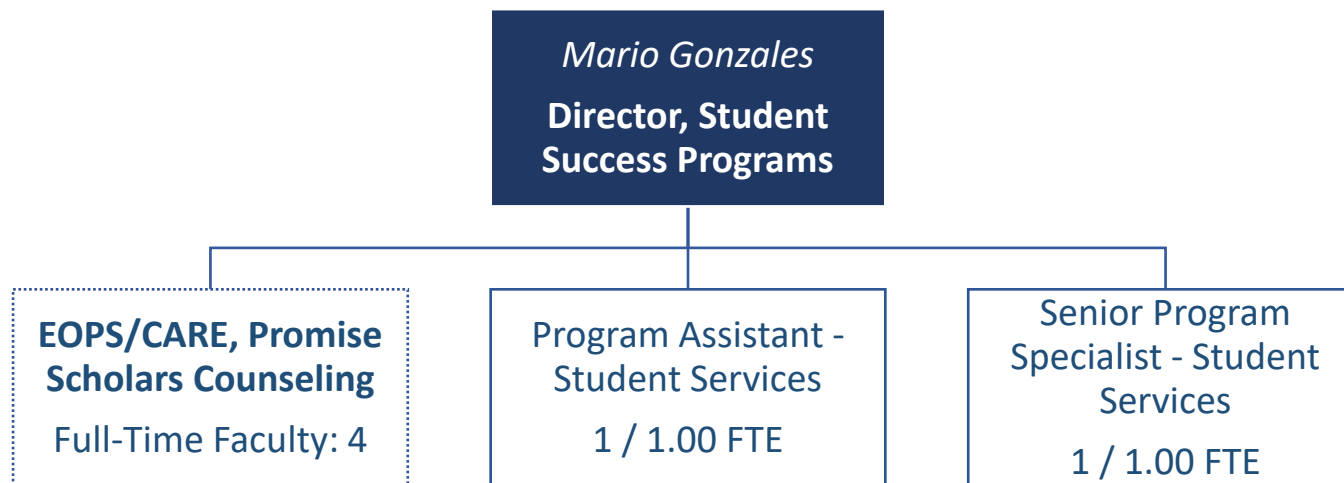 Mario Gonzales
Director, Student
Success Programs
EOPS/CARE, Promise
Scholars Counseling
Full-Time Faculty: 4
Program Assistant -
Student Services
1 / 1.00 FTE
Senior Program
Specialist - Student
Services
1 / 1.00 FTE